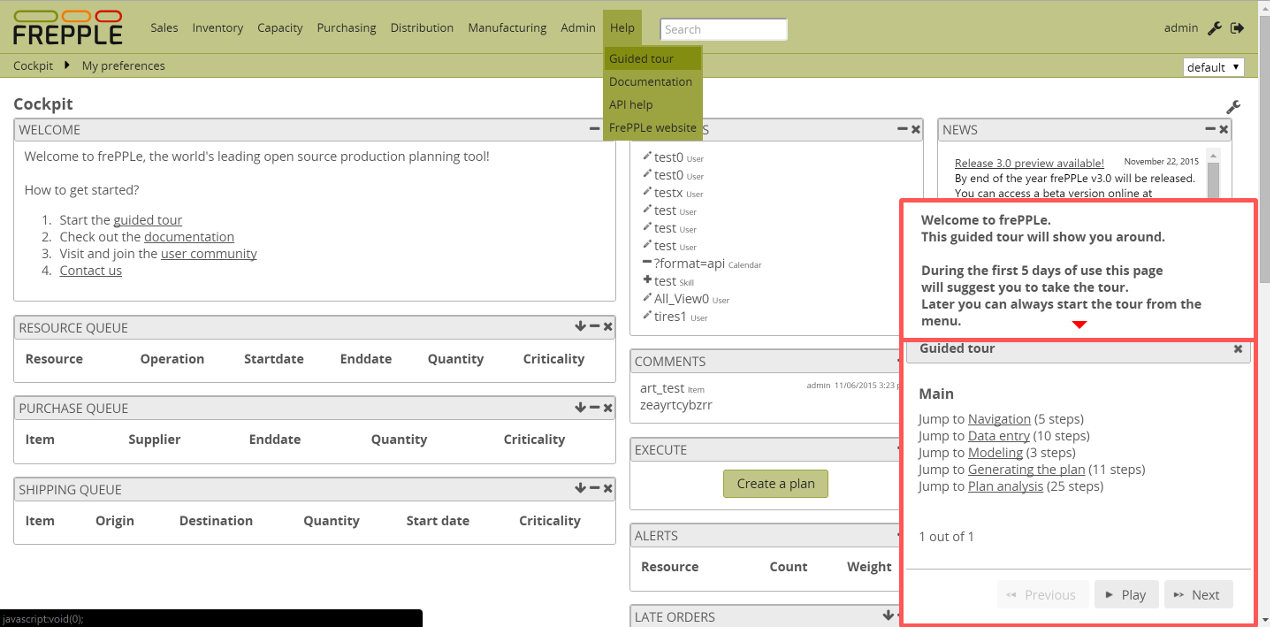 FREPPLE
Sales Inventory Capacity Purchasing Distribution Manufacturing Admin Help Search admin
Cockpit My preferences default
Guided tour
Documentation
API help
FrePPLe website
Cockpit
WELCOME
Welcome to frePPLe, the world's leading open source production planning tool!
How to get started?
1. Start the guided tour
2. Check out the documentation
3. Visit and join the user community
4. Contact us
RESOURCE QUEUE
Resource Operation Startdate Enddate Quantity Criticality
PURCHASE QUEUE
Item Supplier Enddate Quantity Criticality
SHIPPING QUEUE
Item Origin Destination Quantity Start date Criticality
test0 User
test0 User
testx User
test User
test User
test User
?format=api Calendar
test Skill
All_View0 User
tires1 User
COMMENTS
art_test Item admin 11/06/2015 3:23
zeayrtcybzrr
EXECUTE
Create a plan
ALERTS
Resource Count Weight
LATE ORDERS
NEWS
Release 3.0 preview available! November 22, 2015
By end of the year frePPLe v3.0 will be released.
You can access a beta version online at
Welcome to frePPLe.
This guided tour will show you around.
During the first 5 days of use this page
will suggest you to take the tour.
Later you can always start the tour from the
menu.
Guided tour
Main
Jump to Navigation (5 steps)
Jump to Data entry (10 steps)
Jump to Modeling (3 steps)
Jump to Generating the plan (11 steps)
Jump to Plan analysis (25 steps)
1 out of 1
Previous Play Next
javascript:void(0);